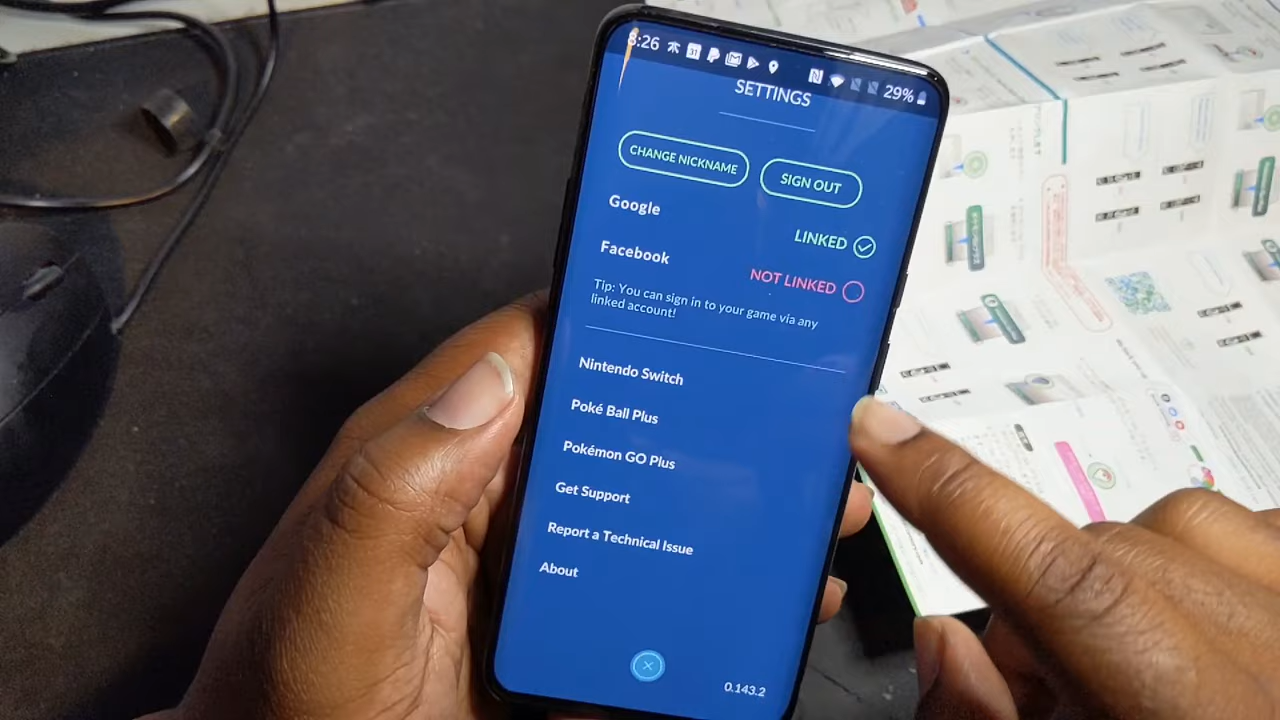 8:26
29%
SETTINGS
CHANGE NICKNAME
SIGN OUT
Google
LINKED
Facebook
NOT LINKED
Tip: You can sign in to your game via any
linked account!
Nintendo Switch
Poké Ball Plus
Pokémon GO Plus
Get Support
Report a Technical Issue
About
0.143.2